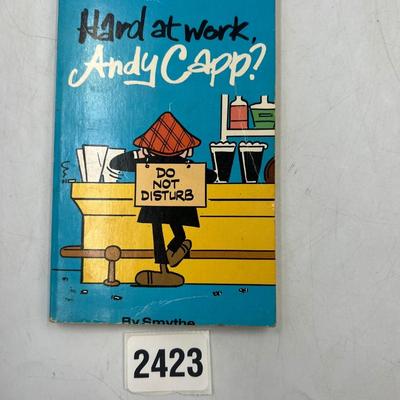 Hard at work,
Andy Capp?
DO
NOT
DISTURB
By Smythe
2423